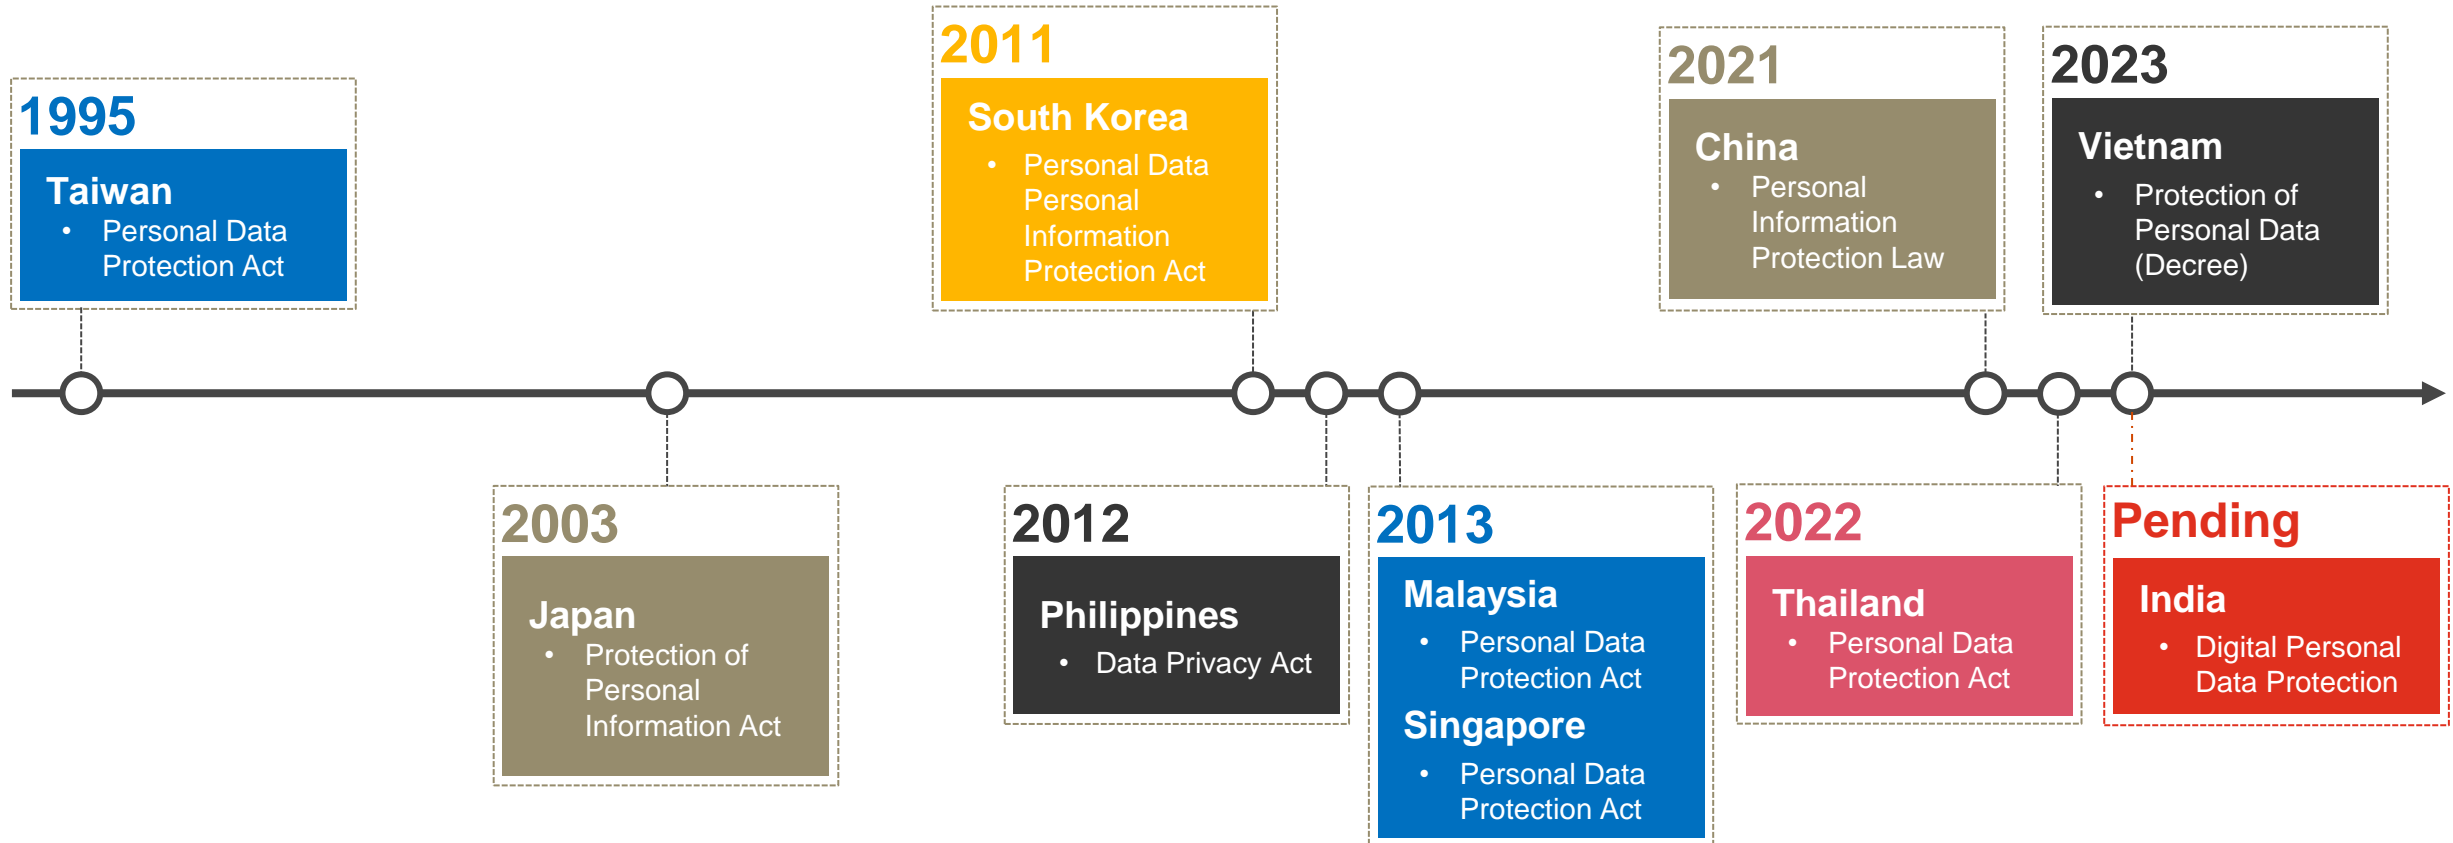 1995
Taiwan
• Personal Data
Protection Act
2003
Japan
• Protection of
Personal
Information Act
2011
South Korea
• Personal Data
Personal
Information
Protection Act
2012
Philippines
• Data Privacy Act
2013
Malaysia
• Personal Data
Protection Act
Singapore
• Personal Data
Protection Act
2021
China
• Personal
Information
Protection Law
2022
Thailand
• Personal Data
Protection Act
2023
Vietnam
• Protection of
Personal Data
(Decree)
Pending
India
• Digital Personal
Data Protection